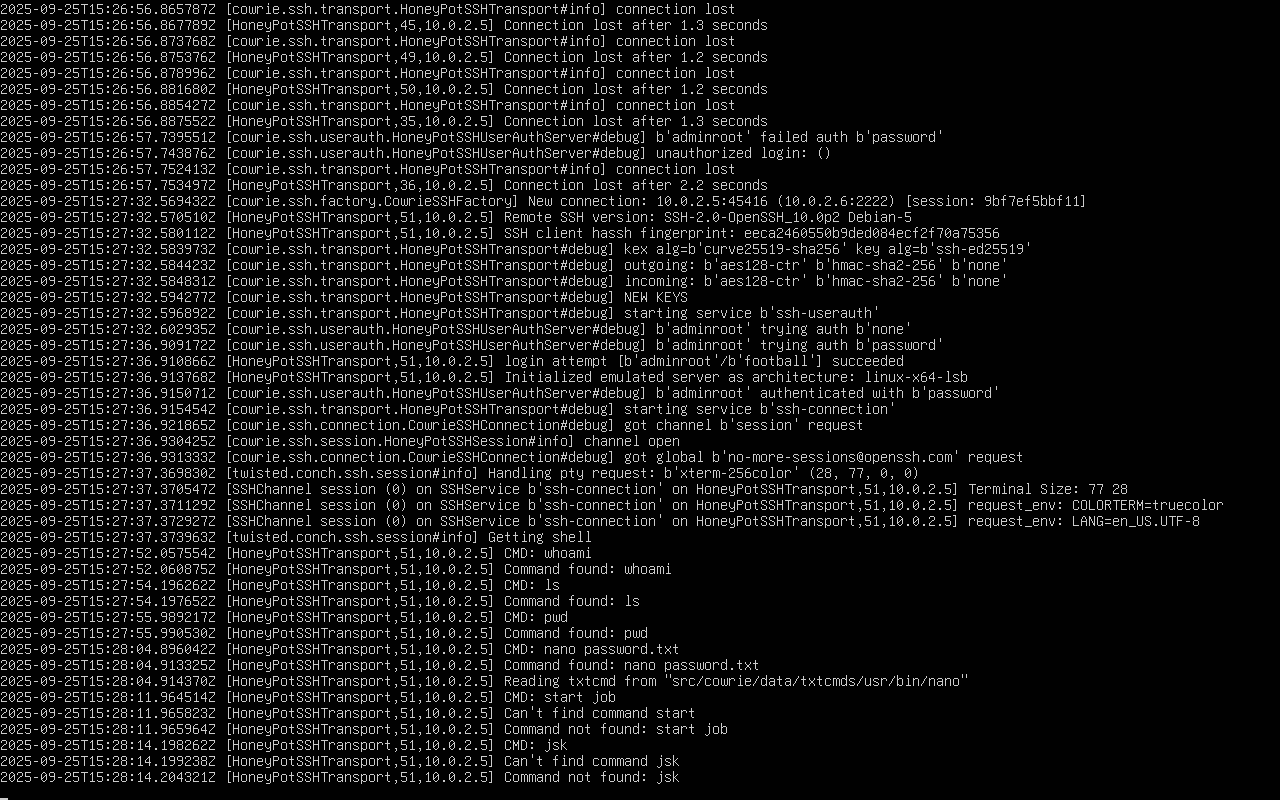 2025-09-25T15:26:56.865787Z [cowrie.ssh.transport.HoneyPotSSHTransport#info] connection lost
2025-09-25T15:26:56.867789Z [HoneyPotSSHTransport,45,10.0.2.5] Connection lost after 1.3 seconds
2025-09-25T15:26:56.873768Z [cowrie.ssh.transport.HoneyPotSSHTransport#info] connection lost
2025-09-25T15:26:56.875376Z [HoneyPotSSHTransport,49,10.0.2.5] Connection lost after 1.2 seconds
2025-09-25T15:26:56.878996Z [cowrie.ssh.transport.HoneyPotSSHTransport#info] connection lost
2025-09-25T15:26:56.881680Z [HoneyPotSSHTransport,50,10.0.2.5] Connection lost after 1.2 seconds
2025-09-25T15:26:56.885427Z [cowrie.ssh.transport.HoneyPotSSHTransport#info] connection lost
2025-09-25T15:26:56.887552Z [HoneyPotSSHTransport,35,10.0.2.5] Connection lost after 1.3 seconds
2025-09-25T15:26:57.739551Z [cowrie.ssh.userauth.HoneyPotSSHUserAuthServer#debug] b'adminroot' failed auth b'password'
2025-09-25T15:26:57.743876Z [cowrie.ssh.userauth.HoneyPotSSHUserAuthServer#debug] unauthorized login: ()
2025-09-25T15:26:57.752413Z [cowrie.ssh.transport.HoneyPotSSHTransport#info] connection lost
2025-09-25T15:26:57.753497Z [HoneyPotSSHTransport,36,10.0.2.5] Connection lost after 2.2 seconds
2025-09-25T15:27:32.569432Z [cowrie.ssh.factory.CowrieSSHFactory] New connection: 10.0.2.5:45416 (10.0.2.6:2222) [session: 9bf7ef5bbf11]
2025-09-25T15:27:32.570510Z [HoneyPotSSHTransport,51,10.0.2.5] Remote SSH version: SSH-2.0-OpenSSH_10.0p2 Debian-5
2025-09-25T15:27:32.580112Z [HoneyPotSSHTransport,51,10.0.2.5] SSH client hassh fingerprint: eeca2460550b9ded084ecf2f70a75356
2025-09-25T15:27:32.583973Z [cowrie.ssh.transport.HoneyPotSSHTransport#debug] kex alg=b'curve25519-sha256' key alg=b'ssh-ed25519'
2025-09-25T15:27:32.584423Z [cowrie.ssh.transport.HoneyPotSSHTransport#debug] outgoing: b'aes128-ctr' b'hmac-sha2-256' b'none'
2025-09-25T15:27:32.584831Z [cowrie.ssh.transport.HoneyPotSSHTransport#debug] incoming: b'aes128-ctr' b'hmac-sha2-256' b'none'
2025-09-25T15:27:32.594277Z [cowrie.ssh.transport.HoneyPotSSHTransport#debug] NEW KEYS
2025-09-25T15:27:32.596892Z [cowrie.ssh.transport.HoneyPotSSHTransport#debug] starting service b'ssh-userauth'
2025-09-25T15:27:32.602935Z [cowrie.ssh.userauth.HoneyPotSSHUserAuthServer#debug] b'adminroot' trying auth b'none'
2025-09-25T15:27:36.909172Z [cowrie.ssh.userauth.HoneyPotSSHUserAuthServer#debug] b'adminroot' trying auth b'password'
2025-09-25T15:27:36.910866Z [HoneyPotSSHTransport,51,10.0.2.5] login attempt [b'adminroot'/b'football'] succeeded
2025-09-25T15:27:36.913768Z [HoneyPotSSHTransport,51,10.0.2.5] Initialized emulated server as architecture: linux-x64-lsb
2025-09-25T15:27:36.915071Z [cowrie.ssh.userauth.HoneyPotSSHUserAuthServer#debug] b'adminroot' authenticated with b'password'
2025-09-25T15:27:36.915454Z [cowrie.ssh.transport.HoneyPotSSHTransport#debug] starting service b'ssh-connection'
2025-09-25T15:27:36.921865Z [cowrie.ssh.connection.CowrieSSHConnection#debug] got channel b'session' request
2025-09-25T15:27:36.930425Z [cowrie.ssh.session.HoneyPotSSHSession#info] channel open
2025-09-25T15:27:36.931333Z [cowrie.ssh.connection.CowrieSSHConnection#debug] got global b'no-more-sessions@openssh.com' request
2025-09-25T15:27:37.369830Z [twisted.conch.ssh.session#info] Handling pty request: b'xterm-256color' (28, 77, 0, 0)
2025-09-25T15:27:37.370547Z [SSHChannel session (0) on SSHService b'ssh-connection' on HoneyPotSSHTransport,51,10.0.2.5] Terminal Size: 77 28
2025-09-25T15:27:37.371129Z [SSHChannel session (0) on SSHService b'ssh-connection' on HoneyPotSSHTransport,51,10.0.2.5] request_env: COLORTERM=truecolor
2025-09-25T15:27:37.372927Z [SSHChannel session (0) on SSHService b'ssh-connection' on HoneyPotSSHTransport,51,10.0.2.5] request_env: LANG=en_US.UTF-8
2025-09-25T15:27:37.373963Z [twisted.conch.ssh.session#info] Getting shell
2025-09-25T15:27:52.057554Z [HoneyPotSSHTransport,51,10.0.2.5] CMD: whoami
2025-09-25T15:27:52.060875Z [HoneyPotSSHTransport,51,10.0.2.5] Command found: whoami
2025-09-25T15:27:54.196262Z [HoneyPotSSHTransport,51,10.0.2.5] CMD: ls
2025-09-25T15:27:54.197652Z [HoneyPotSSHTransport,51,10.0.2.5] Command found: ls
2025-09-25T15:27:55.989217Z [HoneyPotSSHTransport,51,10.0.2.5] CMD: pwd
2025-09-25T15:27:55.990530Z [HoneyPotSSHTransport,51,10.0.2.5] Command found: pwd
2025-09-25T15:28:04.896042Z [HoneyPotSSHTransport,51,10.0.2.5] CMD: nano password.txt
2025-09-25T15:28:04.913325Z [HoneyPotSSHTransport,51,10.0.2.5] Command found: nano password.txt
2025-09-25T15:28:04.914370Z [HoneyPotSSHTransport,51,10.0.2.5] Reading txtcmd from "src/cowrie/data/txtcmds/usr/bin/nano"
2025-09-25T15:28:11.964514Z [HoneyPotSSHTransport,51,10.0.2.5] CMD: start job
2025-09-25T15:28:11.965823Z [HoneyPotSSHTransport,51,10.0.2.5] Can't find command start
2025-09-25T15:28:11.965964Z [HoneyPotSSHTransport,51,10.0.2.5] Command not found: start job
2025-09-25T15:28:14.198262Z [HoneyPotSSHTransport,51,10.0.2.5] CMD: jsk
2025-09-25T15:28:14.199238Z [HoneyPotSSHTransport,51,10.0.2.5] Can't find command jsk
2025-09-25T15:28:14.204321Z [HoneyPotSSHTransport,51,10.0.2.5] Command not found: jsk